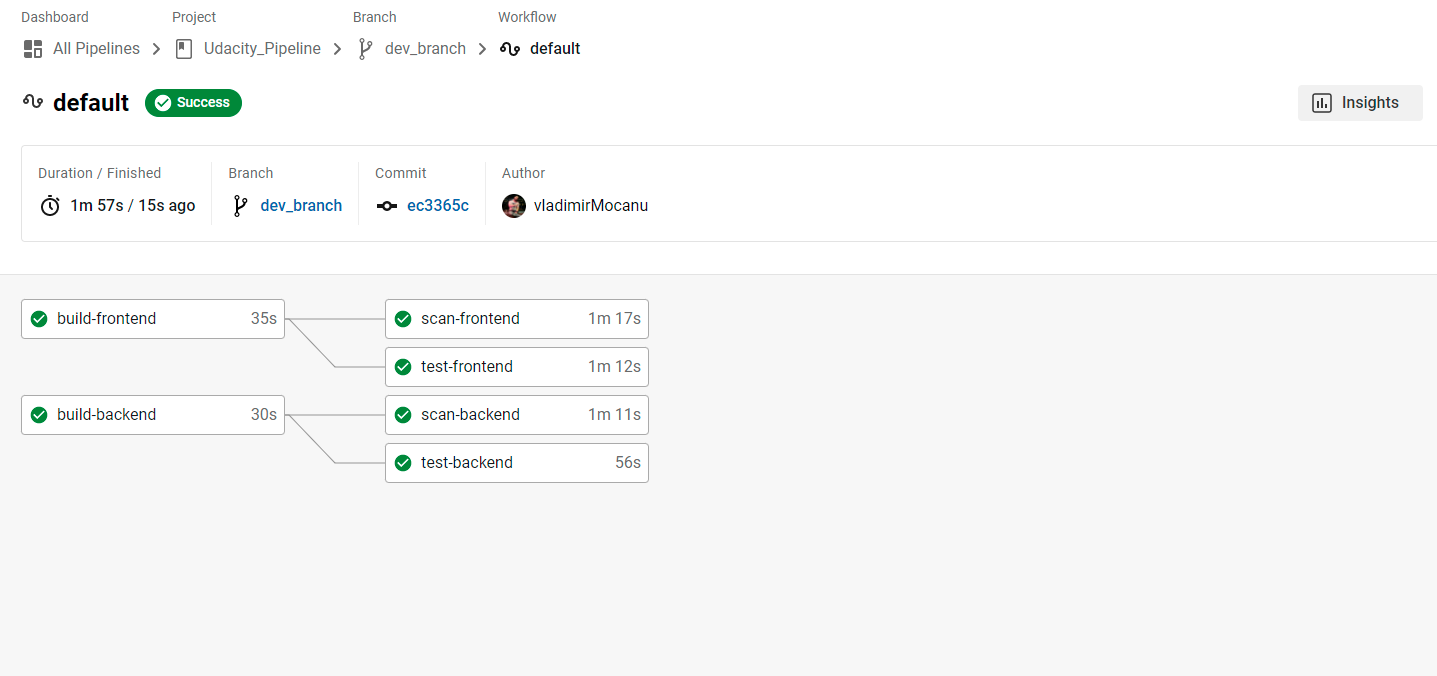 Dashboard Project Branch Workflow
All Pipelines Udacity_Pipeline dev_branch default
default Success Insights
Duration / Finished Branch Commit Author
1m 57s / 15s ago dev_branch ec3365c vladimirMocanu
build-frontend 35s scan-frontend 1m 17s
test-frontend 1m 12s
build-backend 30s scan-backend 1m 11s
test-backend 56s